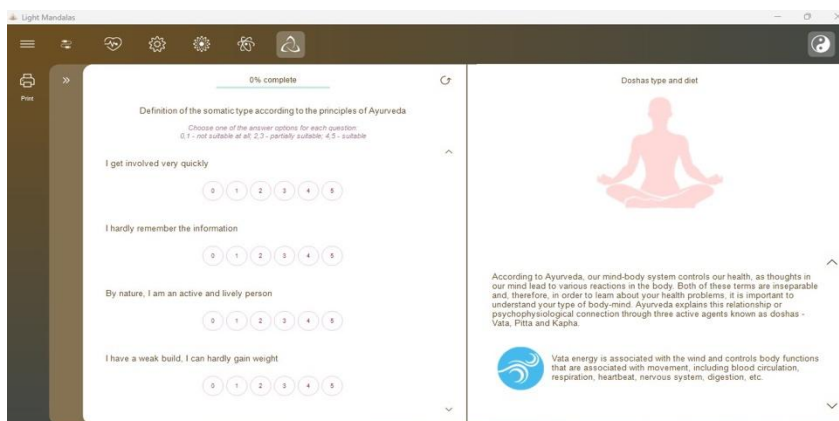 Light Mandalas
Print
0% complete
Definition of the somatic type according to the principles of Ayurveda
Choose one of the answer options for each question:
0,1 - not suitable at all; 2,3 - partially suitable; 4,5 - suitable
I get involved very quickly
0 1 2 3 4 5
I hardly remember the information
0 1 2 3 4 5
By nature, I am an active and lively person
0 1 2 3 4 5
I have a weak build, I can hardly gain weight
0 1 2 3 4 5
Doshas type and diet
According to Ayurveda, our mind-body system controls our health, as thoughts in
our mind lead to various reactions in the body. Both of these terms are inseparable
and, therefore, in order to learn about your health problems, it is important to
understand your type of body-mind. Ayurveda explains this relationship or
psychophysiological connection through three active agents known as doshas -
Vata, Pitta and Kapha.
Vata energy is associated with the wind and controls body functions
that are associated with movement, including blood circulation,
respiration, heartbeat, nervous system, digestion, etc.